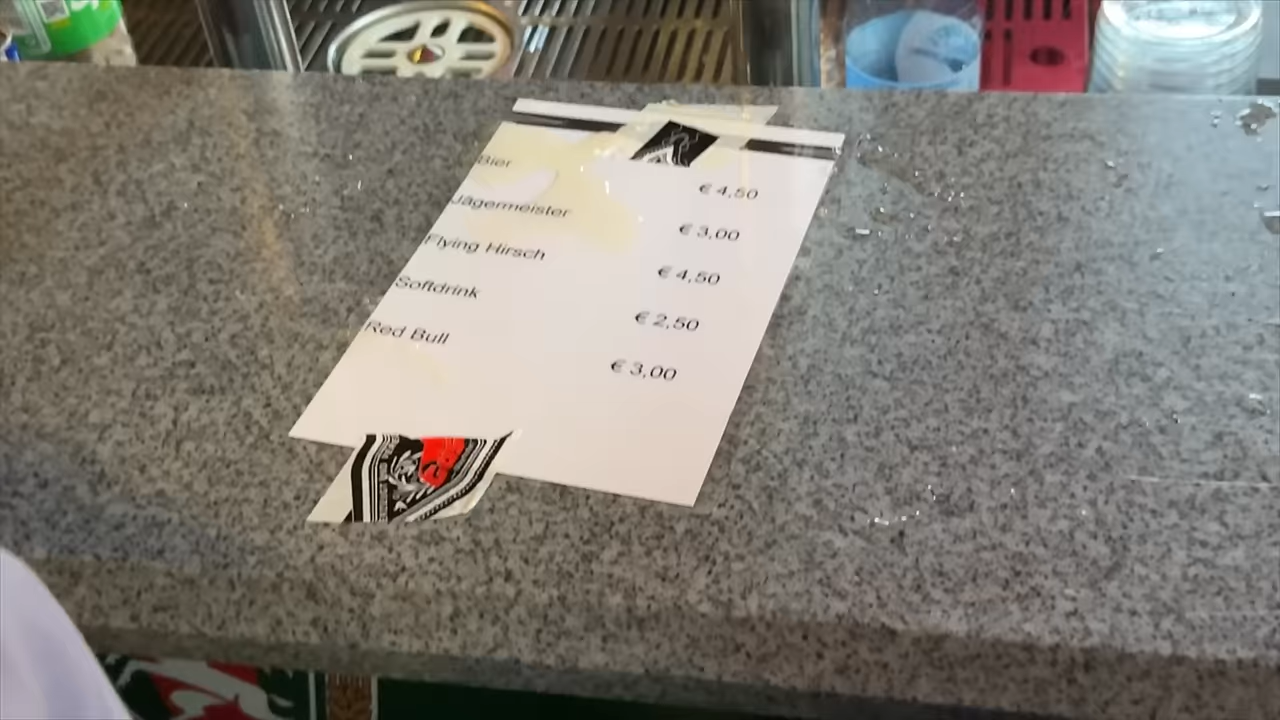 Bier € 4,50
Jägermeister € 3,00
Flying Hirsch € 4,50
Softdrink € 2,50
Red Bull € 3,00